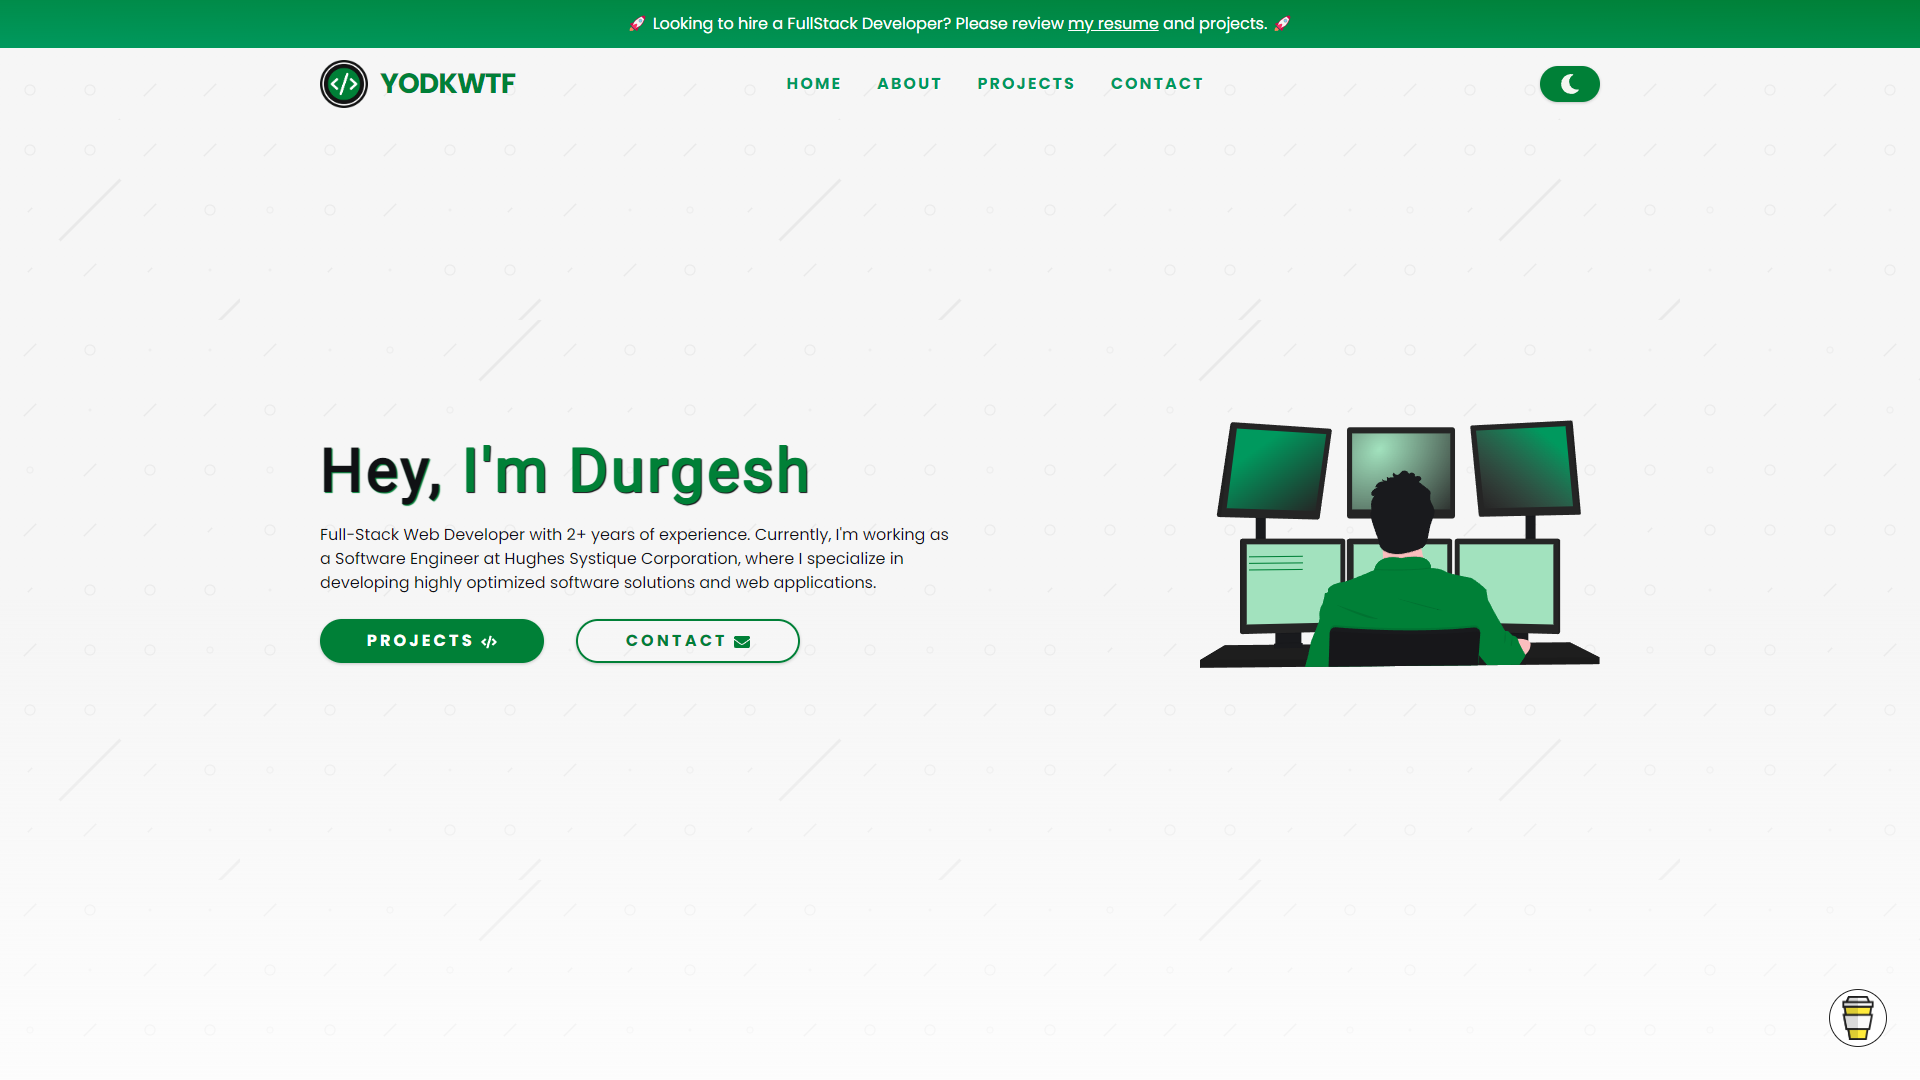 🚀 Looking to hire a FullStack Developer? Please review my resume and projects. 🚀
YODKWTF
HOME
ABOUT
PROJECTS
CONTACT
Hey, I'm Durgesh
Full-Stack Web Developer with 2+ years of experience. Currently, I'm working as
a Software Engineer at Hughes Systique Corporation, where I specialize in
developing highly optimized software solutions and web applications.
PROJECTS </>
CONTACT